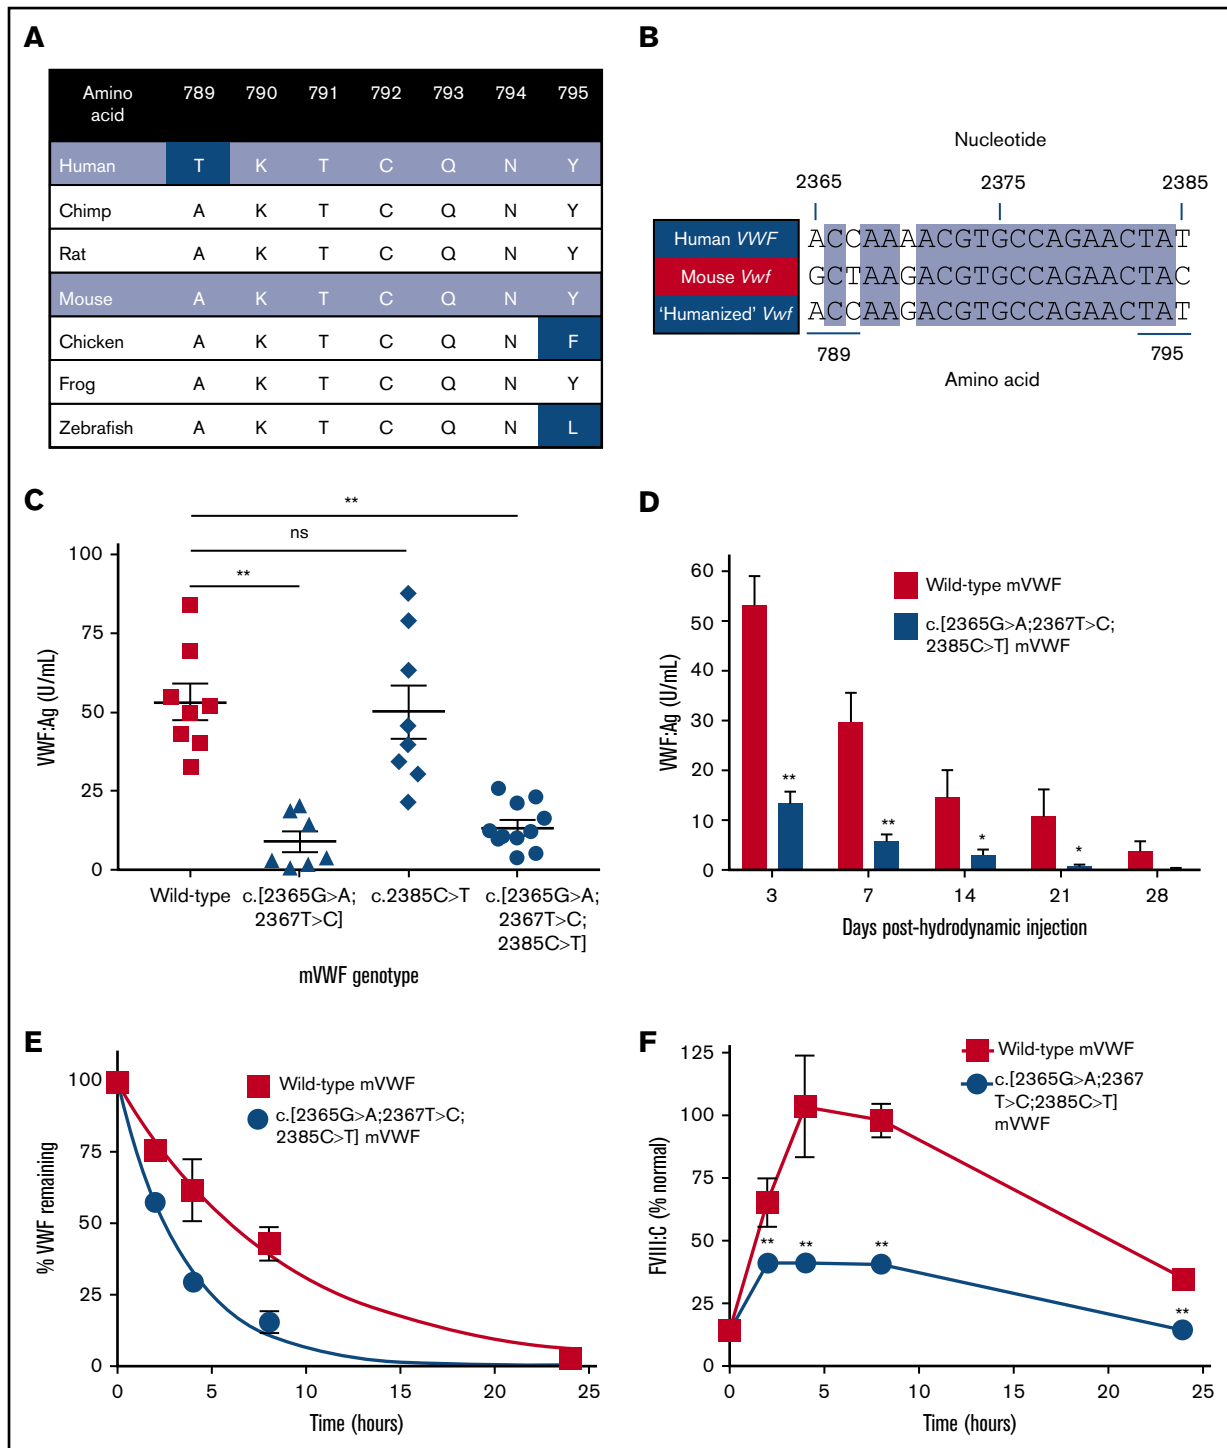 A
Amino acid 789 790 791 792 793 794 795
Human T K T C Q N Y
Chimp A K T C Q N Y
Rat A K T C Q N Y
Mouse A K T C Q N Y
Chicken A K T C Q N F
Frog A K T C Q N Y
Zebrafish A K T C Q N L
B
Nucleotide
2365 2375 2385
Human VWF ACCAAAACGTGCCAGAACTAT
Mouse Vwf GCTAAGACGTGCCAGAACTAC
'Humanized' Vwf ACCAAGACGTGCCAGAACTAT
789 795
Amino acid
C
**
ns
**
100
75
50
25
0
VWF:Ag (U/mL)
Wild-type c.[2365G>A; c.2385C>T c.[2365G>A;
2367T>C] 2367T>C;
2385C>T]
mVWF genotype
D
Wild-type mVWF
c.[2365G>A;2367T>C;
2385C>T] mVWF
60
50
40
30
20
10
0
VWF:Ag (U/mL)
** ** * *
3 7 14 21 28
Days post-hydrodynamic injection
E
Wild-type mVWF
c.[2365G>A;2367T>C;
2385C>T] mVWF
100
75
50
25
0
% VWF remaining
0 5 10 15 20 25
Time (hours)
F
Wild-type mVWF
c.[2365G>A;2367
T>C;2385C>T]
mVWF
125
100
75
50
25
0
FVIII:C (% normal)
** ** ** **
0 5 10 15 20 25
Time (hours)